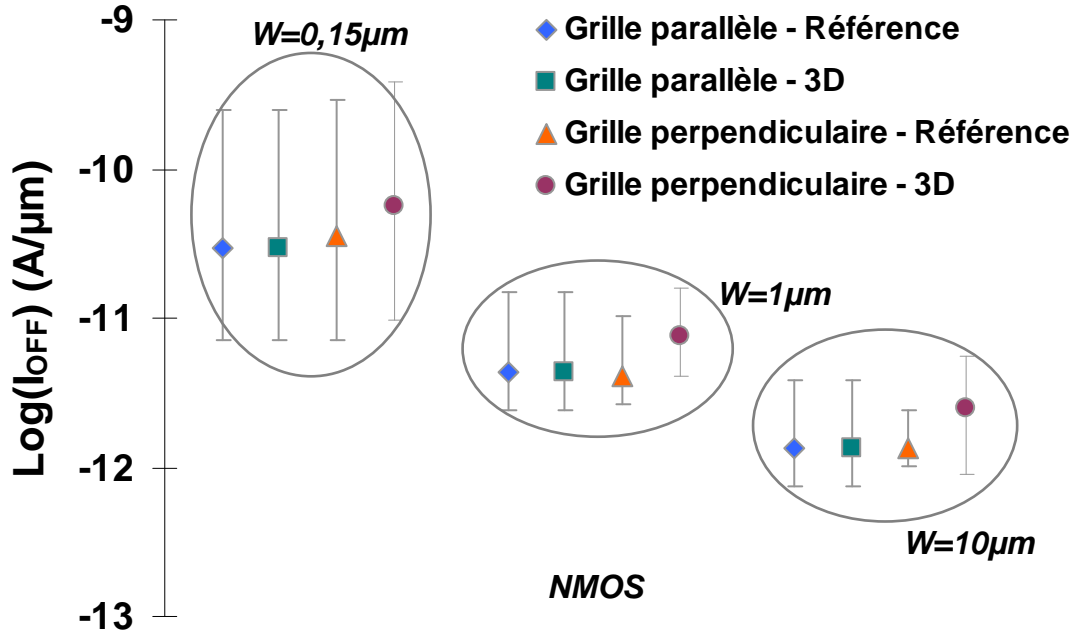 -9
-10
-11
-12
-13
Log(IOFF) (A/µm)
W=0,15µm
Grille parallèle - Référence
Grille parallèle - 3D
Grille perpendiculaire - Référence
Grille perpendiculaire - 3D
W=1µm
W=10µm
NMOS